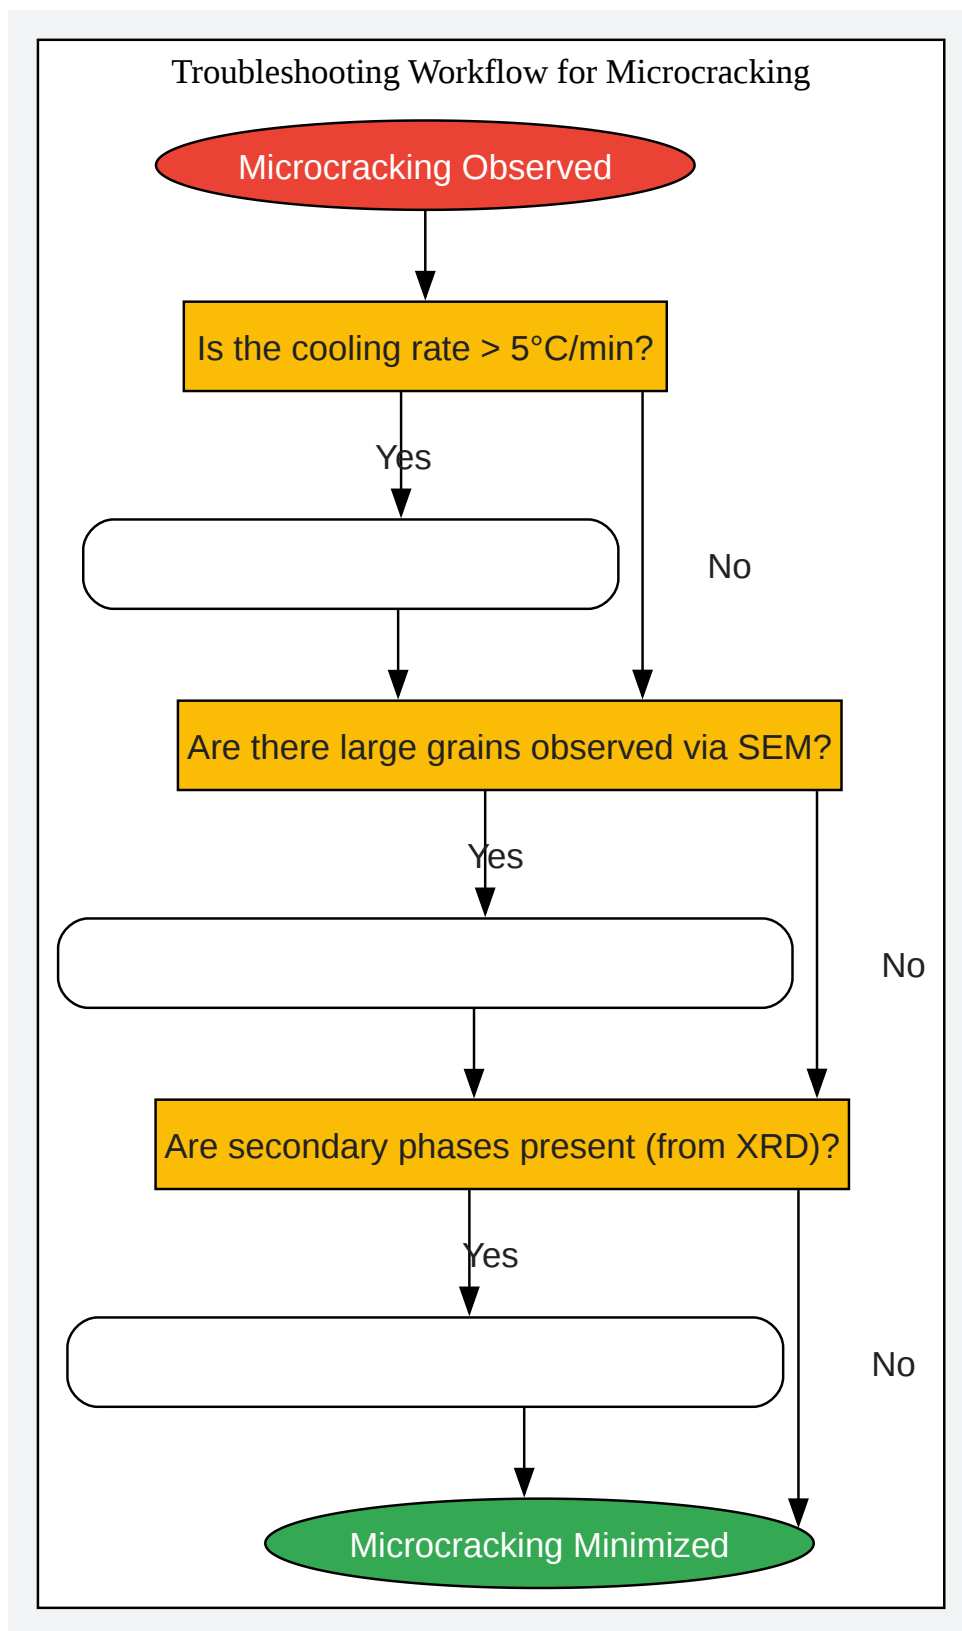 Troubleshooting Workflow for Microcracking
Microcracking Observed
Is the cooling rate > 5°C/min?
Yes
No
Are there large grains observed via SEM?
Yes
No
Are secondary phases present (from XRD)?
Yes
No
Microcracking Minimized